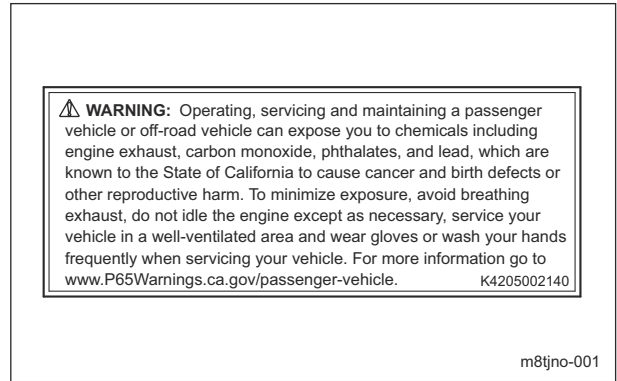 ⚠ WARNING: Operating, servicing and maintaining a passenger
vehicle or off-road vehicle can expose you to chemicals including
engine exhaust, carbon monoxide, phthalates, and lead, which are
known to the State of California to cause cancer and birth defects or
other reproductive harm. To minimize exposure, avoid breathing
exhaust, do not idle the engine except as necessary, service your
vehicle in a well-ventilated area and wear gloves or wash your hands
frequently when servicing your vehicle. For more information go to
www.P65Warnings.ca.gov/passenger-vehicle. K4205002140
m8tjno-001